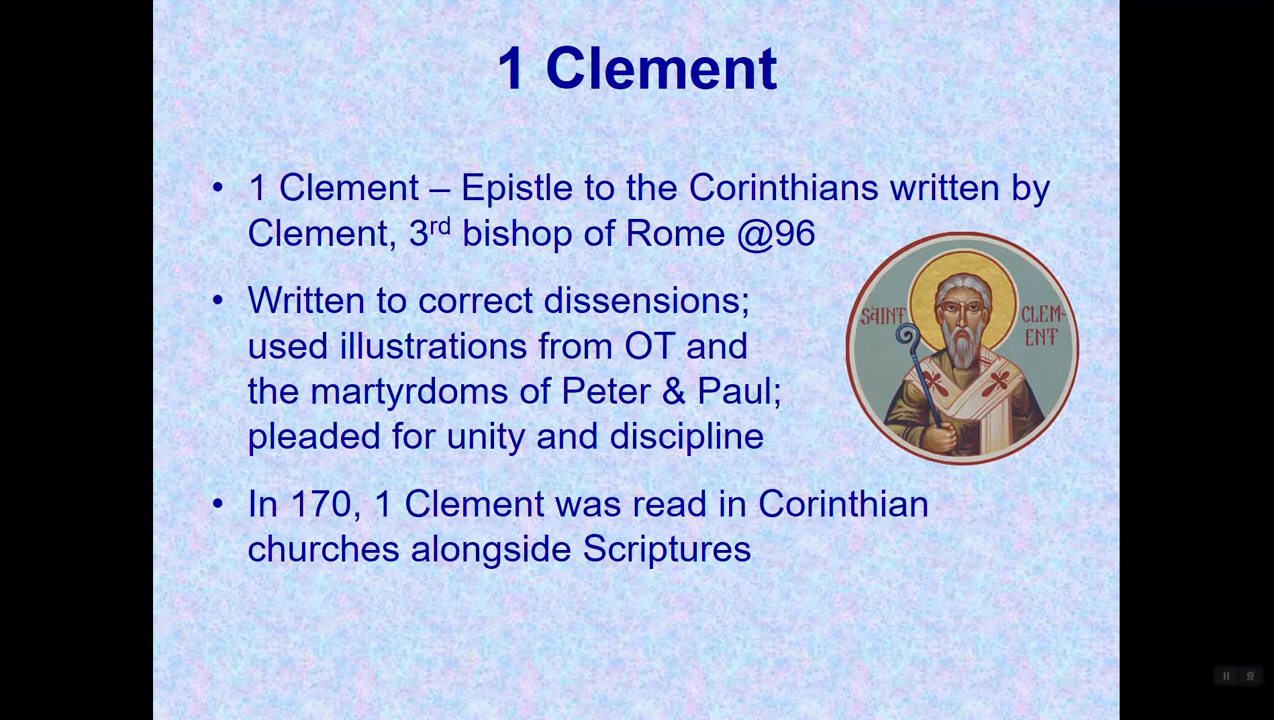 1 Clement
• 1 Clement – Epistle to the Corinthians written by
Clement, 3rd bishop of Rome @96
• Written to correct dissensions;
used illustrations from OT and
the martyrdoms of Peter & Paul;
pleaded for unity and discipline
SAINT CLEM-
ENT
• In 170, 1 Clement was read in Corinthian
churches alongside Scriptures